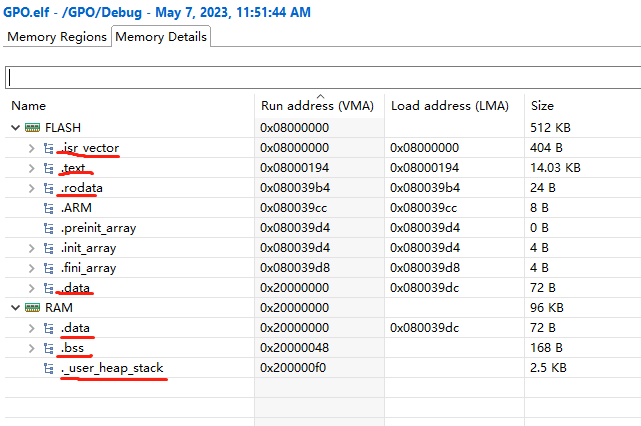 GPO.elf - /GPO/Debug - May 7, 2023, 11:51:44 AM
Memory Regions Memory Details
Name Run address (VMA) Load address (LMA) Size
FLASH 0x08000000 512 KB
.isr_vector 0x08000000 0x08000000 404 B
.text 0x08000194 0x08000194 14.03 KB
.rodata 0x080039b4 0x080039b4 24 B
.ARM 0x080039cc 0x080039cc 8 B
.preinit_array 0x080039d4 0x080039d4 0 B
.init_array 0x080039d4 0x080039d4 4 B
.fini_array 0x080039d8 0x080039d8 4 B
.data 0x20000000 0x080039dc 72 B
RAM 0x20000000 96 KB
.data 0x20000000 0x080039dc 72 B
.bss 0x20000048 168 B
._user_heap_stack 0x200000f0 2.5 KB